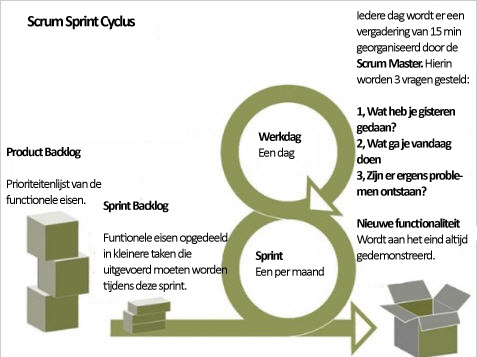 Scrum Sprint Cyclus
Iedere dag wordt er een
vergadering van 15 min
georganiseerd door de
Scrum Master. Hierin
worden 3 vragen gesteld:
1, Wat heb je gisteren
gedaan?
2, Wat ga je vandaag
doen
3, Zijn er ergens proble-
men ontstaan?
Werkdag
Een dag
Product Backlog
Prioriteitenlijst van de
functionele eisen.
Sprint Backlog
Funtionele eisen opgedeeld
in kleinere taken die
uitgevoerd moeten worden
tijdens deze sprint.
Sprint
Een per maand
Nieuwe functionaliteit
Wordt aan het eind altijd
gedemonstreerd.